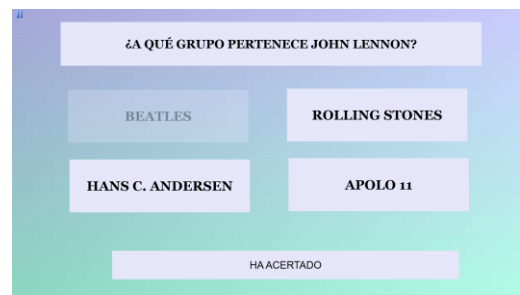 ¿A QUÉ GRUPO PERTENECE JOHN LENNON?
BEATLES
ROLLING STONES
HANS C. ANDERSEN
APOLO 11
HA ACERTADO